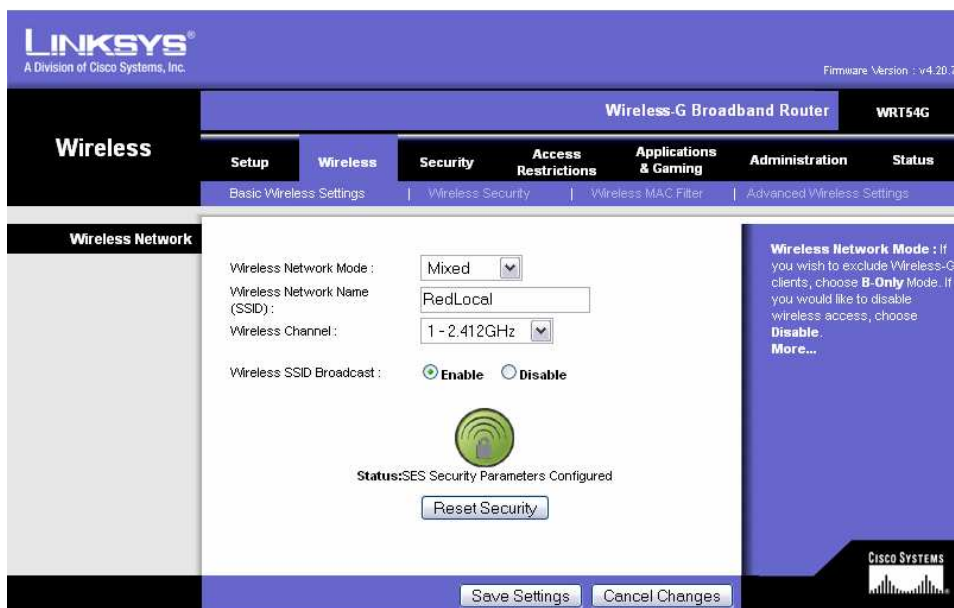 LINKSYS®
A Division of Cisco Systems, Inc.
Firmware Version : v4.20.7
Wireless-G Broadband Router WRT54G
Wireless
Setup Wireless Security Access Restrictions Applications & Gaming Administration Status
Basic Wireless Settings | Wireless Security | Wireless MAC Filter | Advanced Wireless Settings
Wireless Network
Wireless Network Mode : Mixed
Wireless Network Name
(SSID) : RedLocal
Wireless Channel : 1 - 2.412GHz
Wireless SSID Broadcast : Enable Disable
Status:SES Security Parameters Configured
Reset Security
Wireless Network Mode : If
you wish to exclude Wireless-G
clients, choose B-Only Mode. If
you would like to disable
wireless access, choose
Disable.
More...
Save Settings Cancel Changes
CISCO SYSTEMS